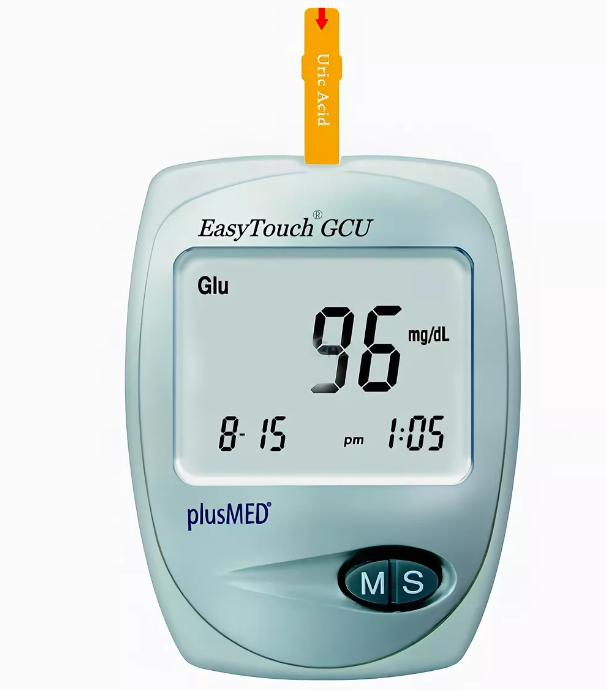 Uric Acid
EasyTouch® GCU
Glu
96 mg/dL
8-15 pm 1:05
plusMED®
M S